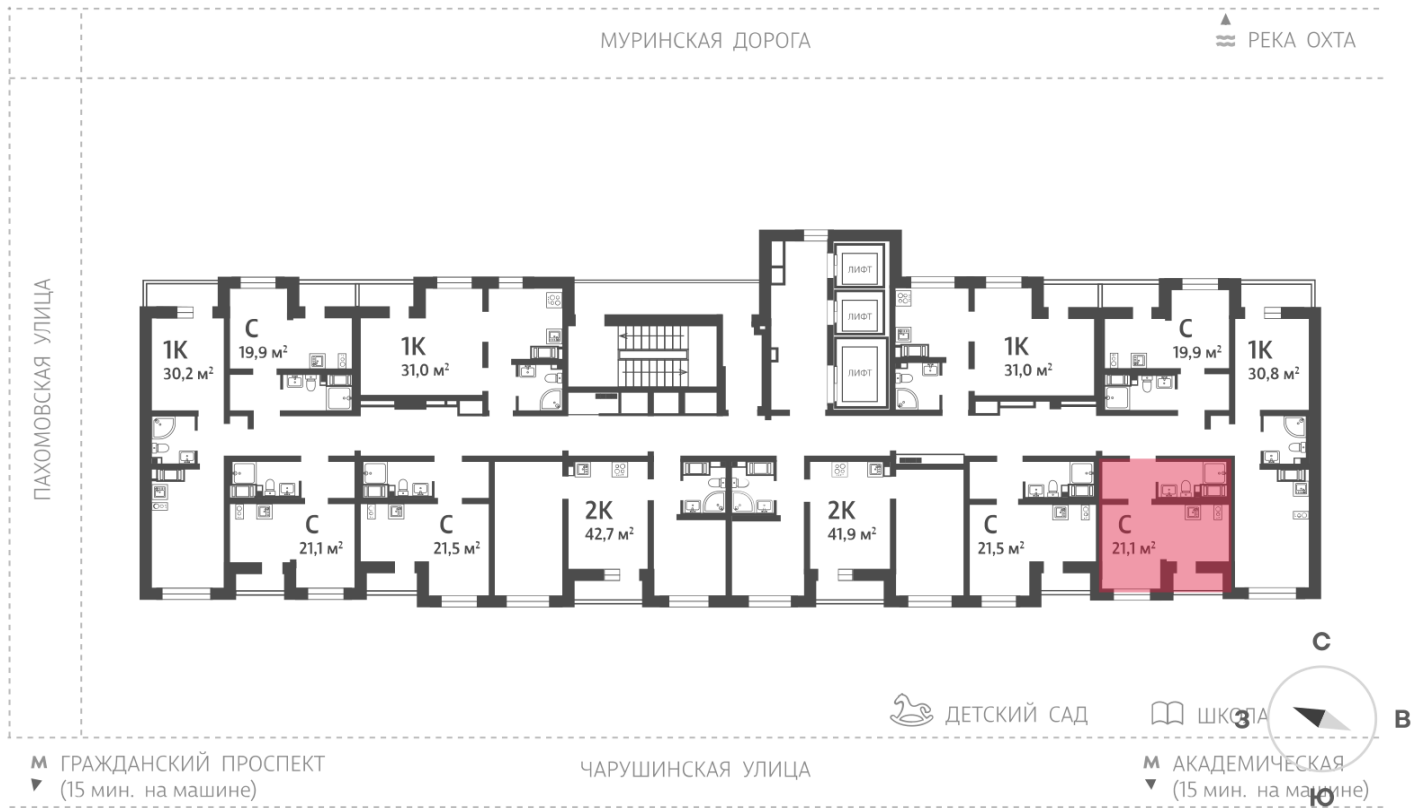 МУРИНСКАЯ ДОРОГА
РЕКА ОХТА
ПАХОМОВСКАЯ УЛИЦА
ЛИФТ
ЛИФТ
ЛИФТ
1К
30,2 м²
С
19,9 м²
1К
31,0 м²
1К
31,0 м²
С
19,9 м²
1К
30,8 м²
С
21,1 м²
С
21,5 м²
2К
42,7 м²
2К
41,9 м²
С
21,5 м²
С
21,1 м²
С
З
В
Ю
ДЕТСКИЙ САД
ШКОЛА
М ГРАЖДАНСКИЙ ПРОСПЕКТ
(15 мин. на машине)
ЧАРУШИНСКАЯ УЛИЦА
М АКАДЕМИЧЕСКАЯ
(15 мин. на машине)